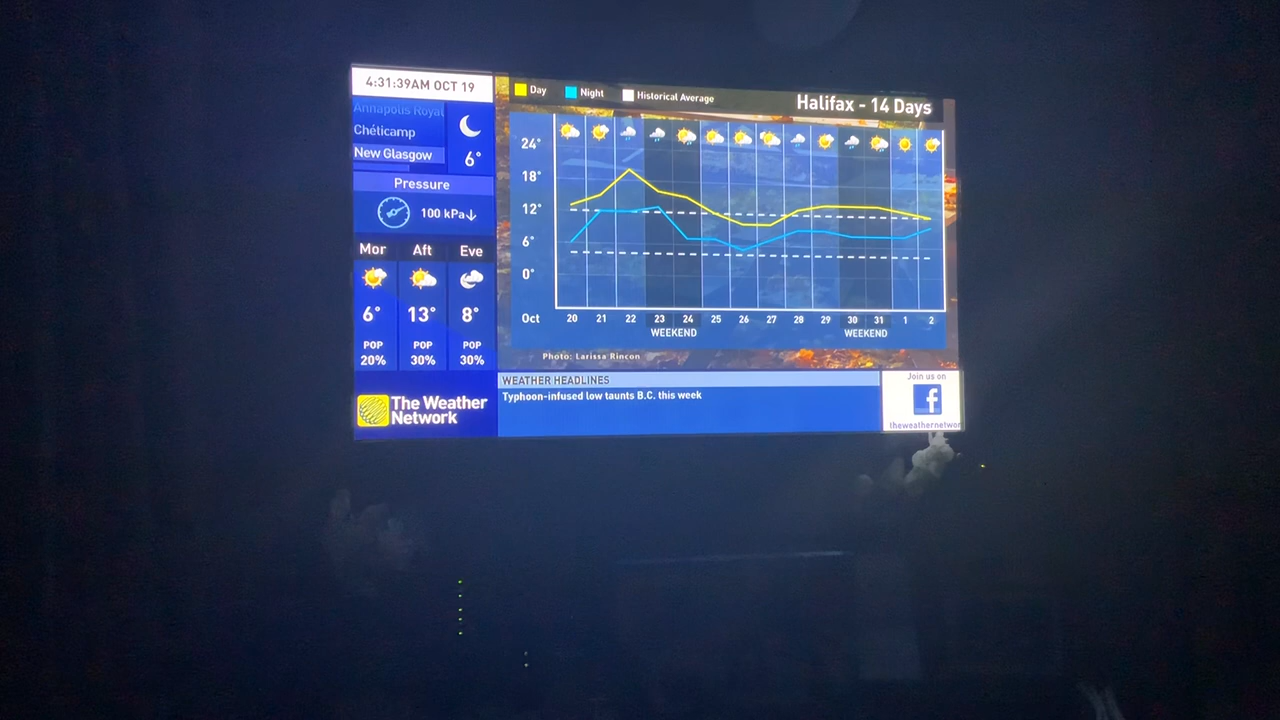 4:31:39AM OCT 19
Annapolis Royal
Chéticamp
New Glasgow
6°
Pressure
100 kPa↓
Mor Aft Eve
6° 13° 8°
POP POP POP
20% 30% 30%
The Weather
Network
Day Night Historical Average
Halifax - 14 Days
24°
18°
12°
6°
0°
Oct 20 21 22 23 24 25 26 27 28 29 30 31 1 2
WEEKEND WEEKEND
Photo: Larissa Rincon
WEATHER HEADLINES
Typhoon-infused low taunts B.C. this week
Join us on
f
theweathernetwor